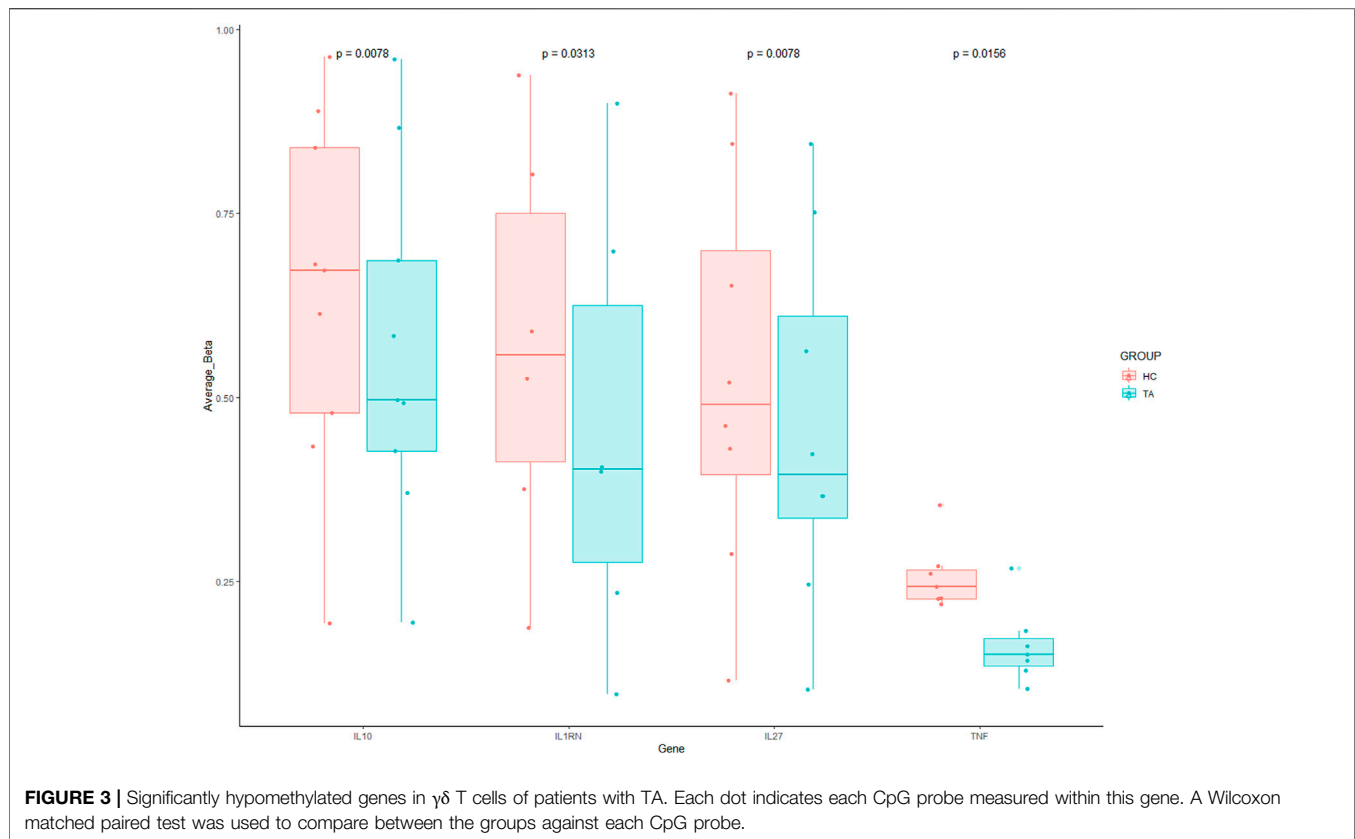 1.00
p = 0.0078
p = 0.0313
p = 0.0078
p = 0.0156
0.75
Average_Beta
0.50
0.25
GROUP
HC
TA
IL10
IL1RN
IL27
TNF
Gene
FIGURE 3 | Significantly hypomethylated genes in γδ T cells of patients with TA. Each dot indicates each CpG probe measured within this gene. A Wilcoxon
matched paired test was used to compare between the groups against each CpG probe.